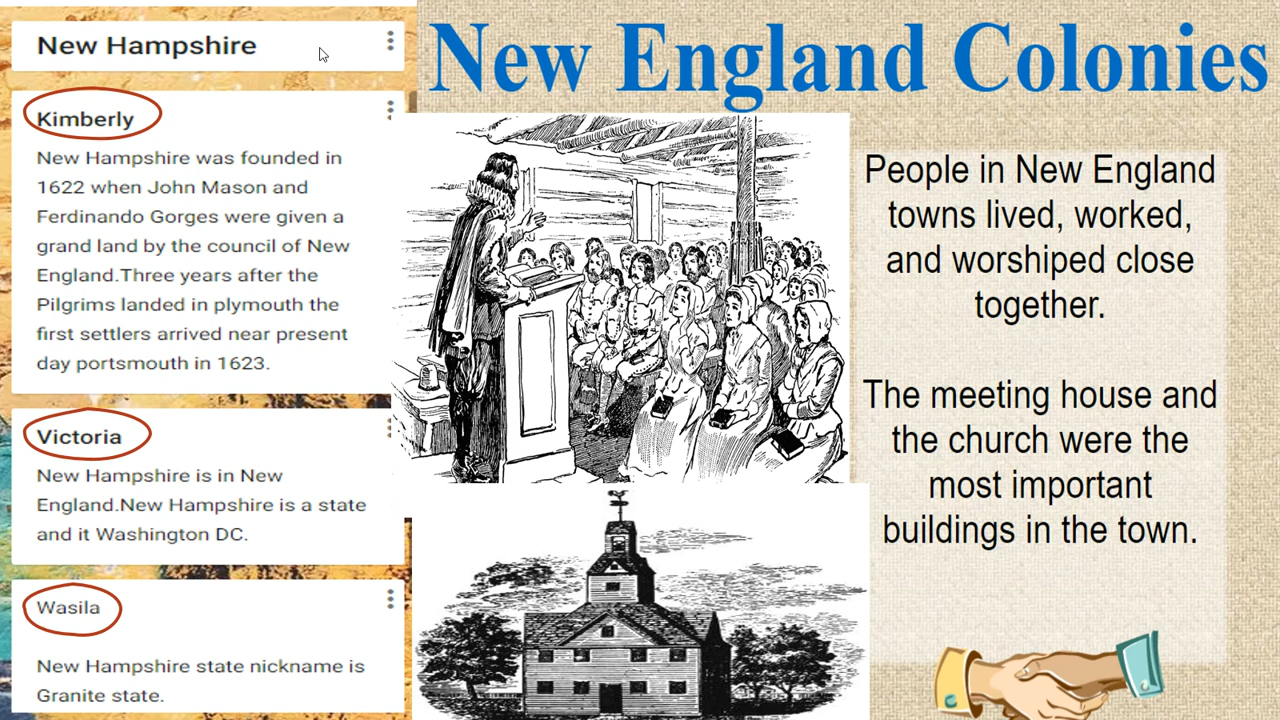 New Hampshire
Kimberly
New Hampshire was founded in
1622 when John Mason and
Ferdinando Gorges were given a
grand land by the council of New
England.Three years after the
Pilgrims landed in plymouth the
first settlers arrived near present
day portsmouth in 1623.
Victoria
New Hampshire is in New
England.New Hampshire is a state
and it Washington DC.
Wasila
New Hampshire state nickname is
Granite state.
New England Colonies
People in New England
towns lived, worked,
and worshiped close
together.
The meeting house and
the church were the
most important
buildings in the town.